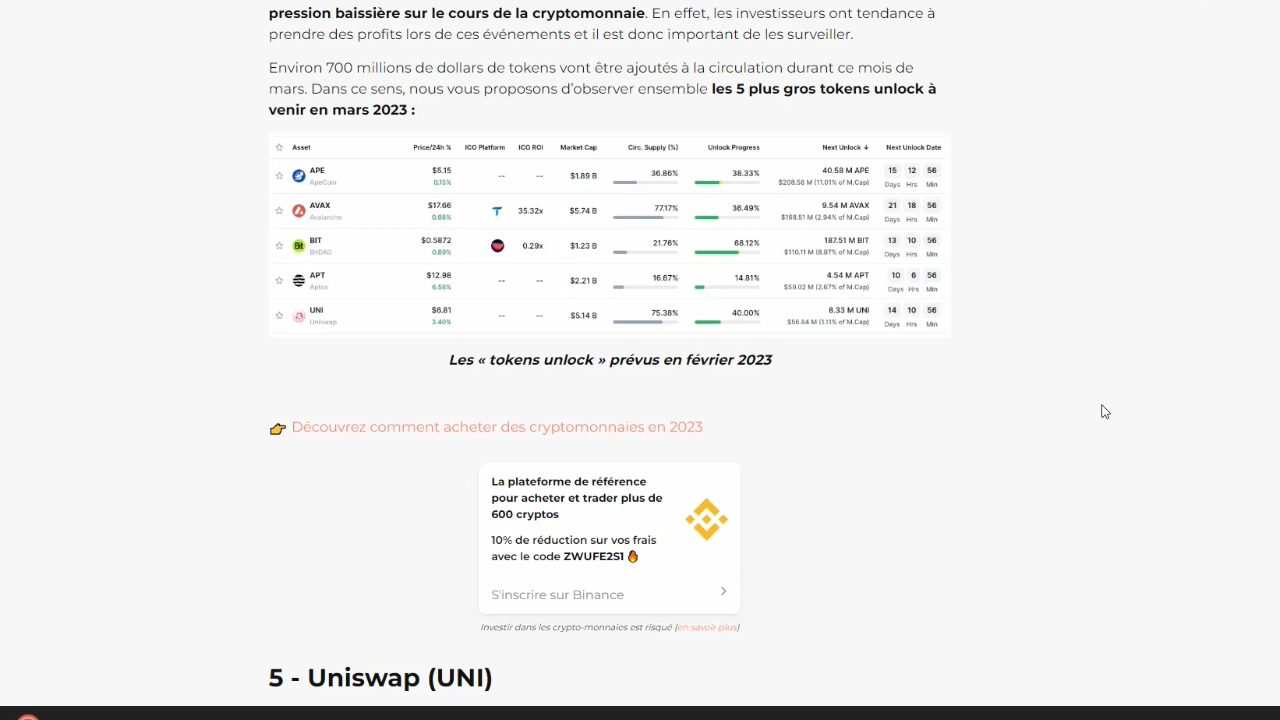 pression baissière sur le cours de la cryptomonnaie. En effet, les investisseurs ont tendance à
prendre des profits lors de ces événements et il est donc important de les surveiller.
Environ 700 millions de dollars de tokens vont être ajoutés à la circulation durant ce mois de
mars. Dans ce sens, nous vous proposons d'observer ensemble les 5 plus gros tokens unlock à
venir en mars 2023 :
Asset Price/24h % ICO Platform ICO ROI Market Cap Circ. Supply (%) Unlock Progress Next Unlock ↓ Next Unlock Date
APE $5.15 -- -- $1.89 B 36.86% 38.33% 40.58 M APE 15 12 56
ApeCoin 0.15% $208.58 M (11.01% of M.Cap) Days Hrs Min
AVAX $17.66 35.32x $5.74 B 77.17% 36.49% 9.54 M AVAX 21 18 56
Avalanche 0.98% $168.51 M (2.94% of M.Cap) Days Hrs Min
BIT $0.5872 0.29x $1.23 B 21.76% 68.12% 187.51 M BIT 13 10 56
BitDAO 0.89% $110.11 M (8.97% of M.Cap) Days Hrs Min
APT $12.98 -- -- $2.21 B 16.67% 14.81% 4.54 M APT 10 6 56
Aptos 6.58% $59.02 M (2.67% of M.Cap) Days Hrs Min
UNI $6.81 -- -- $5.14 B 75.38% 40.00% 8.33 M UNI 14 10 56
Uniswap 3.40% $56.84 M (1.11% of M.Cap) Days Hrs Min
Les « tokens unlock » prévus en février 2023
👉 Découvrez comment acheter des cryptomonnaies en 2023
La plateforme de référence
pour acheter et trader plus de
600 cryptos
10% de réduction sur vos frais
avec le code ZWUFE2S1 🔥
S'inscrire sur Binance
Investir dans les crypto-monnaies est risqué (en savoir plus)
5 - Uniswap (UNI)